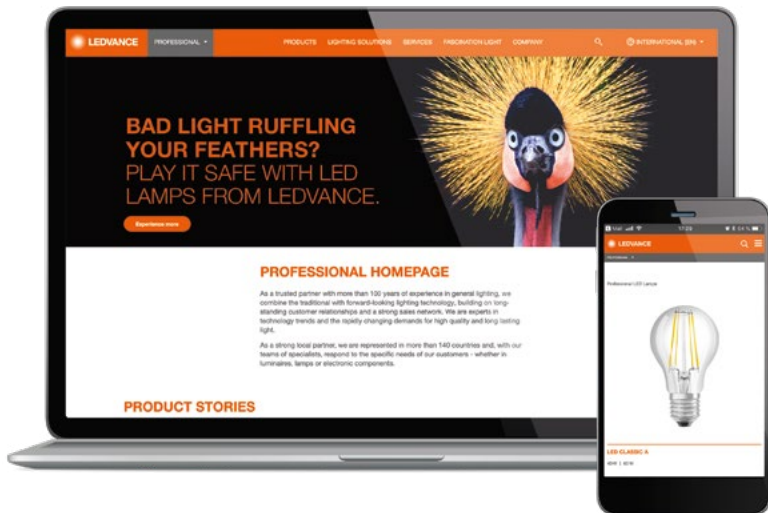 LEDVANCE
PROFESSIONAL
PRODUCTS LIGHTING SOLUTIONS SERVICES FASCINATION LIGHT COMPANY
INTERNATIONAL (EN)
BAD LIGHT RUFFLING
YOUR FEATHERS?
PLAY IT SAFE WITH LED
LAMPS FROM LEDVANCE.
Experience more
PROFESSIONAL HOMEPAGE
As a trusted partner with more than 100 years of experience in general lighting, we
combine the traditional with forward-looking lighting technology, building on long-
standing customer relationships and a strong sales network. We are experts in
technology trends and the rapidly changing demands for high quality and long lasting
light.
As a strong local partner, we are represented in more than 140 countries and, with our
teams of specialists, respond to the specific needs of our customers - whether in
luminaires, lamps or electronic components.
PRODUCT STORIES
LEDVANCE
Professional LED Lamps
LED CLASSIC A